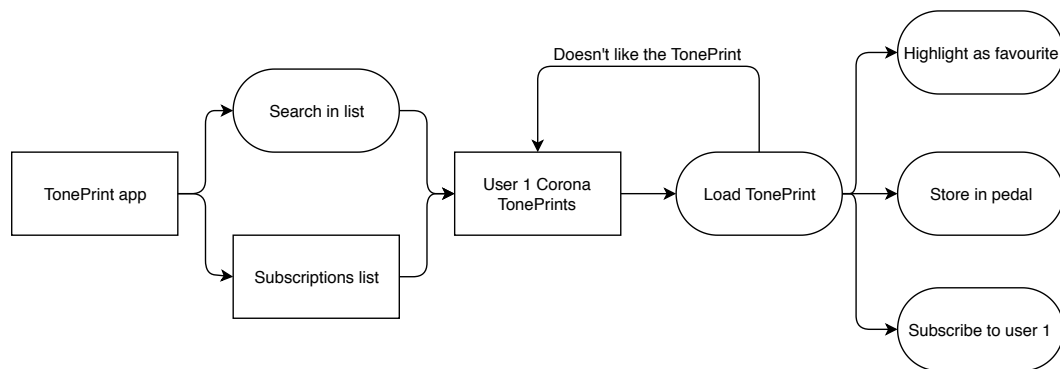 TonePrint app
Search in list
Subscriptions list
User 1 Corona
TonePrints
Doesn't like the TonePrint
Load TonePrint
Highlight as favourite
Store in pedal
Subscribe to user 1